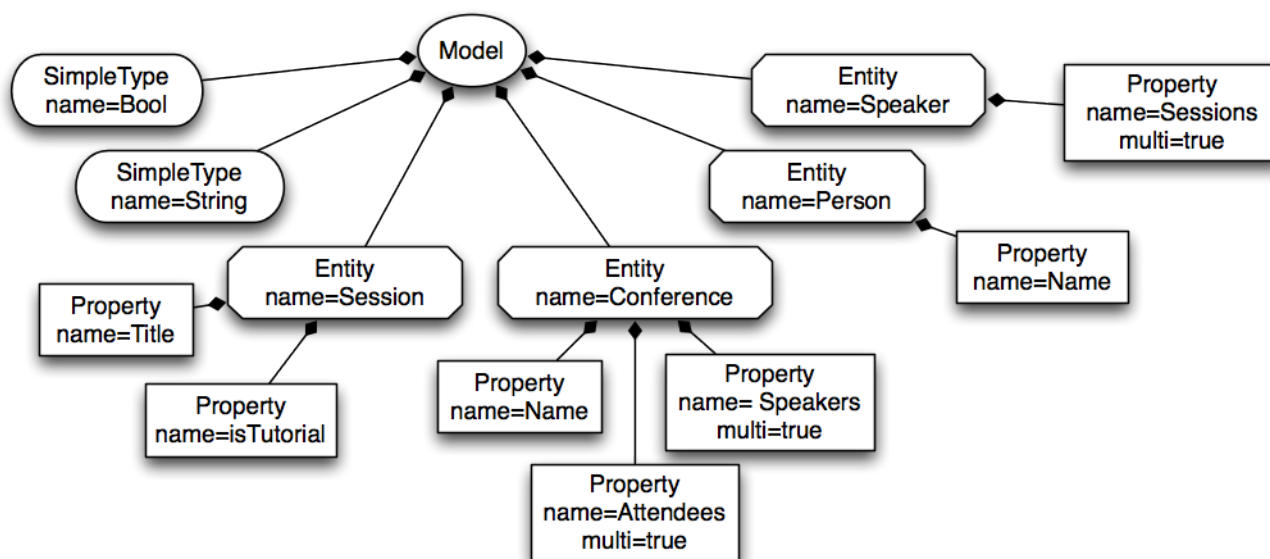 Model
SimpleType
name=Bool
Entity
name=Speaker
Property
name=Sessions
multi=true
SimpleType
name=String
Entity
name=Person
Property
name=Name
Entity
name=Session
Entity
name=Conference
Property
name=Title
Property
name=isTutorial
Property
name=Name
Property
name= Speakers
multi=true
Property
name=Attendees
multi=true